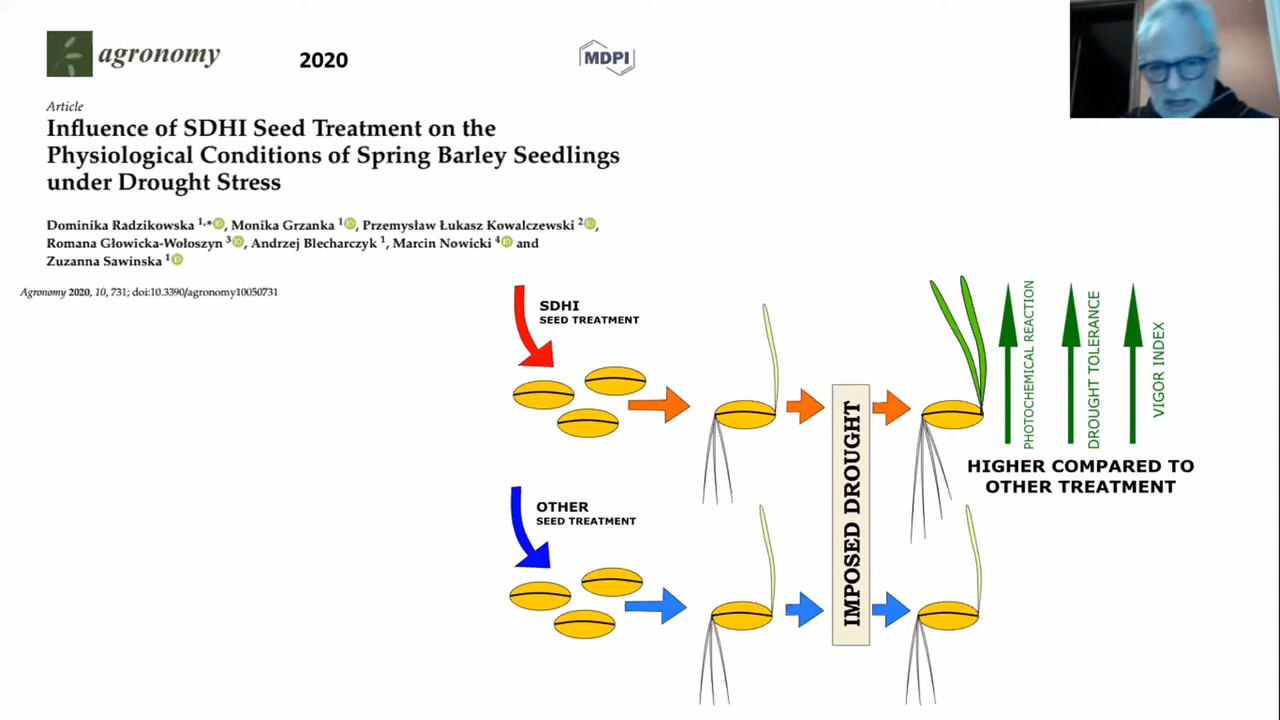 agronomy
2020
MDPI
Article
Influence of SDHI Seed Treatment on the
Physiological Conditions of Spring Barley Seedlings
under Drought Stress
Dominika Radzikowska 1,*, Monika Grzanka 1, Przemysław Łukasz Kowalczewski 2,
Romana Głowicka-Wołoszyn 3, Andrzej Blecharczyk 1, Marcin Nowicki 4 and
Zuzanna Sawinska 1
Agronomy 2020, 10, 731; doi:10.3390/agronomy10050731
SDHI
SEED TREATMENT
IMPOSED DROUGHT
PHOTOCHEMICAL REACTION
DROUGHT TOLERANCE
VIGOR INDEX
HIGHER COMPARED TO
OTHER TREATMENT
OTHER
SEED TREATMENT